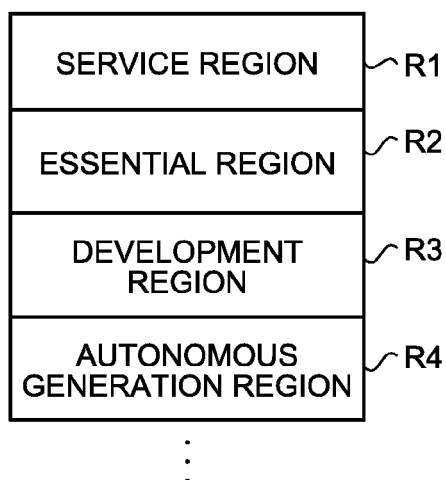 SERVICE REGION R1
ESSENTIAL REGION R2
DEVELOPMENT
REGION R3
AUTONOMOUS
GENERATION REGION R4